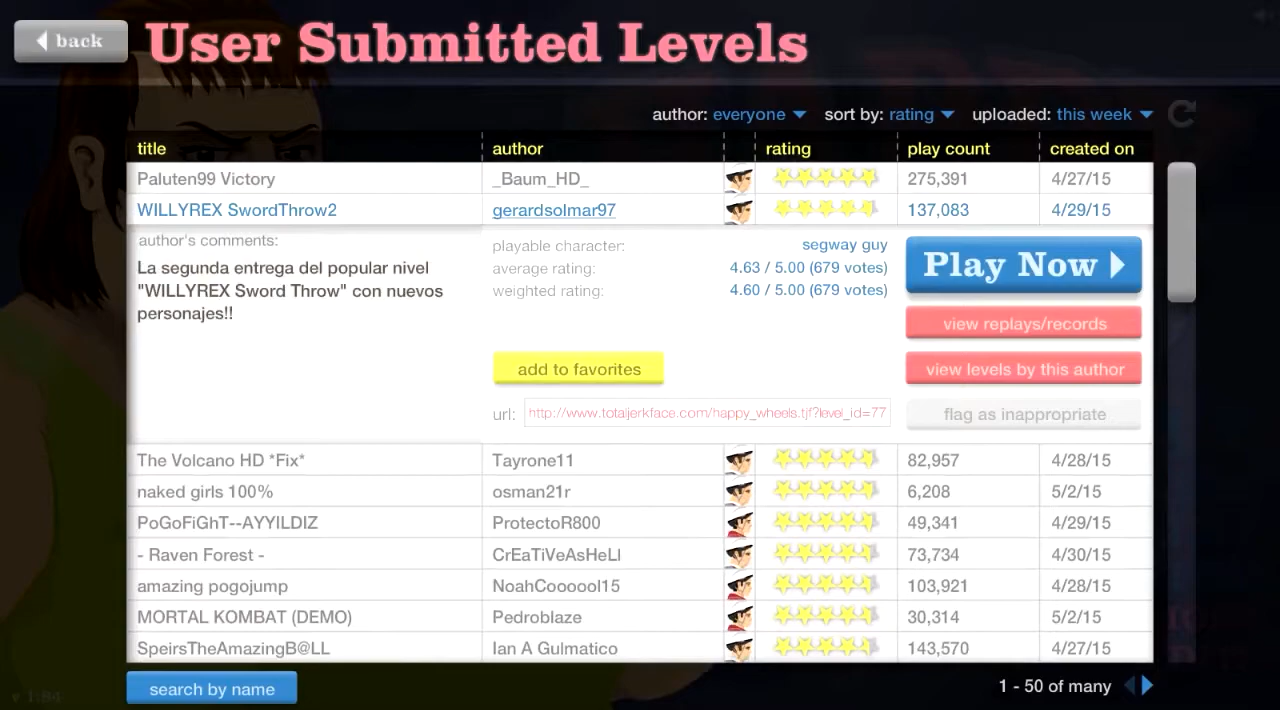 back
User Submitted Levels
author: everyone sort by: rating uploaded: this week
title author rating play count created on
Paluten99 Victory _Baum_HD_ 275,391 4/27/15
WILLYREX SwordThrow2 gerardsolmar97 137,083 4/29/15
author's comments:
La segunda entrega del popular nivel
"WILLYREX Sword Throw" con nuevos
personajes!!
playable character: segway guy
average rating: 4.63 / 5.00 (679 votes)
weighted rating: 4.60 / 5.00 (679 votes)
add to favorites
url: http://www.totaljerkface.com/happy_wheels.tjf?level_id=77
Play Now
view replays/records
view levels by this author
flag as inappropriate
The Volcano HD *Fix* Tayrone11 82,957 4/28/15
naked girls 100% osman21r 6,208 5/2/15
PoGoFiGhT--AYYILDIZ ProtectoR800 49,341 4/29/15
- Raven Forest - CrEaTiVeAsHeLl 73,734 4/30/15
amazing pogojump NoahCoooool15 103,921 4/28/15
MORTAL KOMBAT (DEMO) Pedroblaze 30,314 5/2/15
SpeirsTheAmazingB@LL Ian A Gulmatico 143,570 4/27/15
search by name
1 - 50 of many
v 1.84